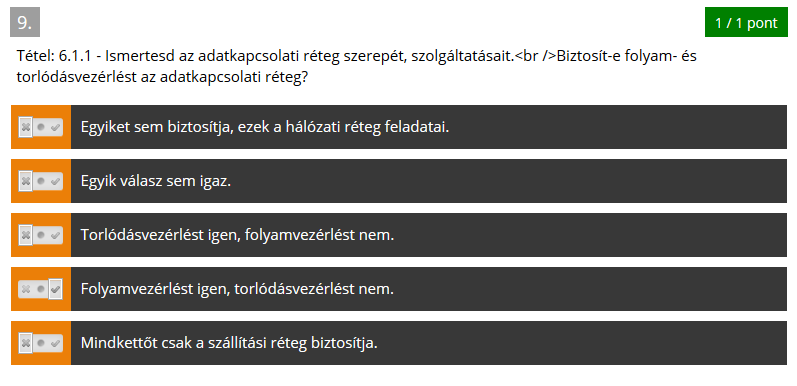 9.
1 / 1 pont
Tétel: 6.1.1 - Ismertesd az adatkapcsolati réteg szerepét, szolgáltatásait.<br />Biztosít-e folyam- és
torlódásvezérlést az adatkapcsolati réteg?
Egyiket sem biztosítja, ezek a hálózati réteg feladatai.
Egyik válasz sem igaz.
Torlódásvezérlést igen, folyamvezérlést nem.
Folyamvezérlést igen, torlódásvezérlést nem.
Mindkettőt csak a szállítási réteg biztosítja.